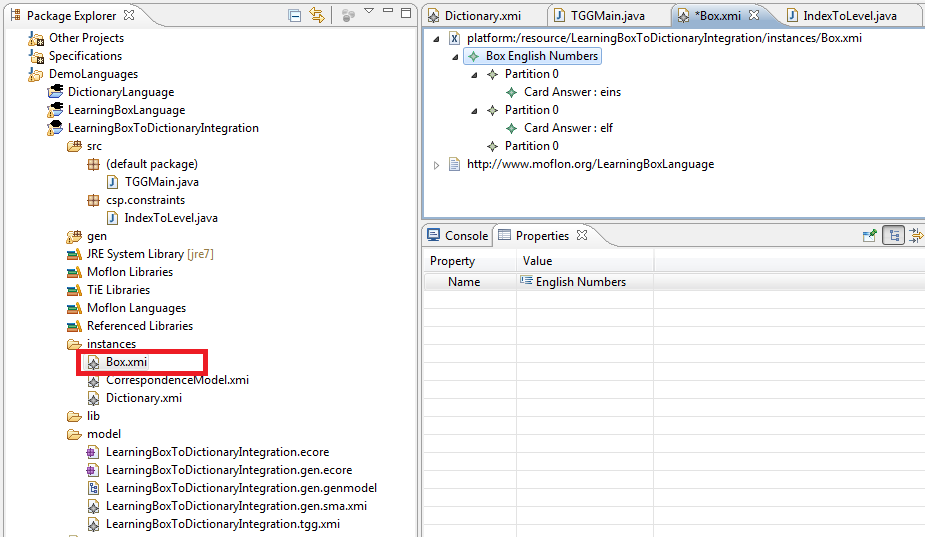 Package Explorer
Other Projects
Specifications
DemoLanguages
DictionaryLanguage
LearningBoxLanguage
LearningBoxToDictionaryIntegration
src
(default package)
TGGMain.java
csp.constraints
IndexToLevel.java
gen
JRE System Library [jre7]
Moflon Libraries
TiE Libraries
Moflon Languages
Referenced Libraries
instances
Box.xmi
CorrespondenceModel.xmi
Dictionary.xmi
lib
model
LearningBoxToDictionaryIntegration.ecore
LearningBoxToDictionaryIntegration.gen.ecore
LearningBoxToDictionaryIntegration.gen.genmodel
LearningBoxToDictionaryIntegration.gen.sma.xmi
LearningBoxToDictionaryIntegration.tgg.xmi
Dictionary.xmi TGGMain.java *Box.xmi IndexToLevel.java
platform:/resource/LearningBoxToDictionaryIntegration/instances/Box.xmi
Box English Numbers
Partition 0
Card Answer : eins
Partition 0
Card Answer : elf
Partition 0
http://www.moflon.org/LearningBoxLanguage
Console Properties
Property Value
Name English Numbers